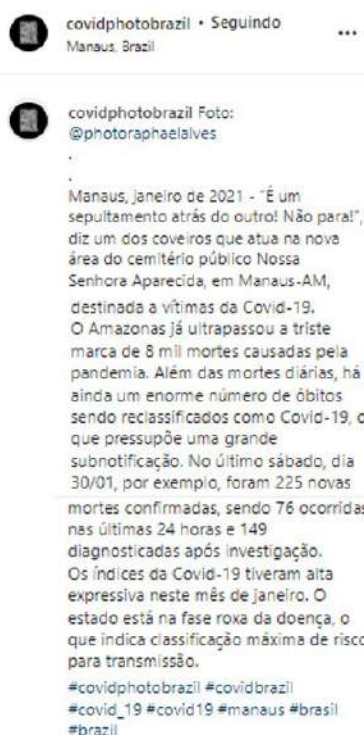 covidphotobrazil • Seguindo
Manaus, Brazil
covidphotobrazil Foto:
@photoraphaelalves
.
.
Manaus, janeiro de 2021 - "É um
sepultamento atrás do outro! Não para!",
diz um dos coveiros que atua na nova
área do cemitério público Nossa
Senhora Aparecida, em Manaus-AM,
destinada a vítimas da Covid-19.
O Amazonas já ultrapassou a triste
marca de 8 mil mortes causadas pela
pandemia. Além das mortes diárias, há
ainda um enorme número de óbitos
sendo reclassificados como Covid-19, o
que pressupõe uma grande
subnotificação. No último sábado, dia
30/01, por exemplo, foram 225 novas
mortes confirmadas, sendo 76 ocorridas
nas últimas 24 horas e 149
diagnosticadas após investigação.
Os índices da Covid-19 tiveram alta
expressiva neste mês de janeiro. O
estado está na fase roxa da doença, o
que indica classificação máxima de risco
para transmissão.
#covidphotobrazil #covidbrazil
#covid_19 #covid19 #manaus #brasil
#brazil